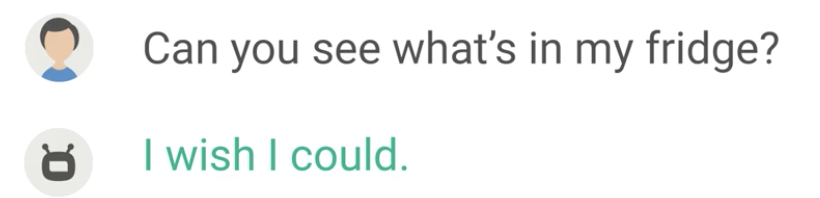 Can you see what’s in my fridge?
I wish I could.